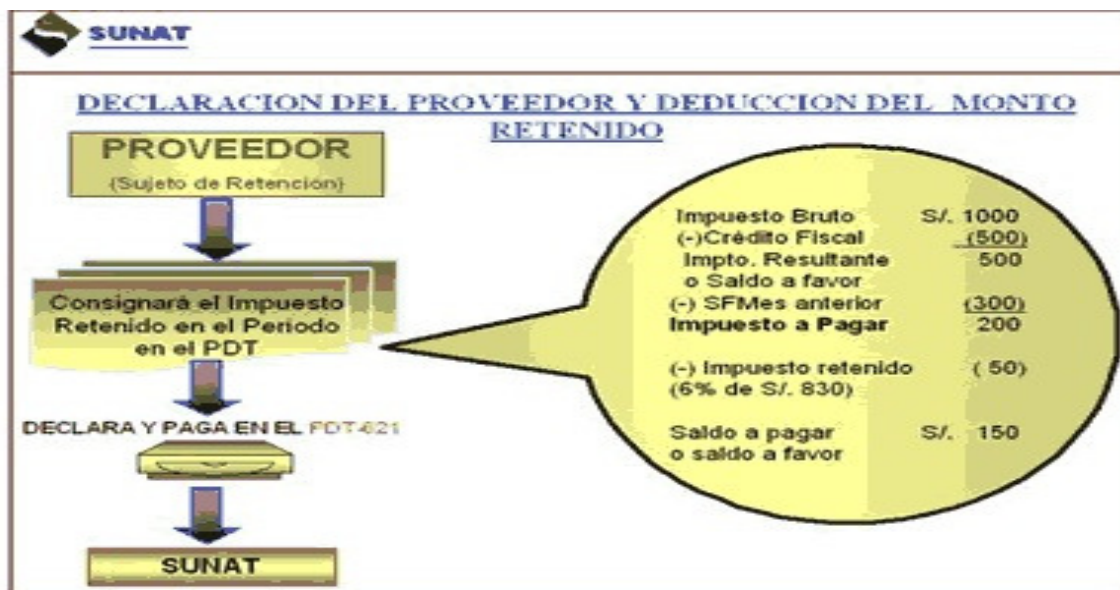 SUNAT
DECLARACION DEL PROVEEDOR Y DEDUCCION DEL MONTO
RETENIDO
PROVEEDOR
(Sujeto de Retención)
Consignará el Impuesto
Retenido en el Periodo
en el PDT
DECLARA Y PAGA EN EL PDT-621
SUNAT
Impuesto Bruto S/. 1000
(-)Crédito Fiscal (500)
Impto. Resultante 500
o Saldo a favor
(-) SFMes anterior (300)
Impuesto a Pagar 200
(-) Impuesto retenido ( 50)
(6% de S/. 830)
Saldo a pagar S/. 150
o saldo a favor